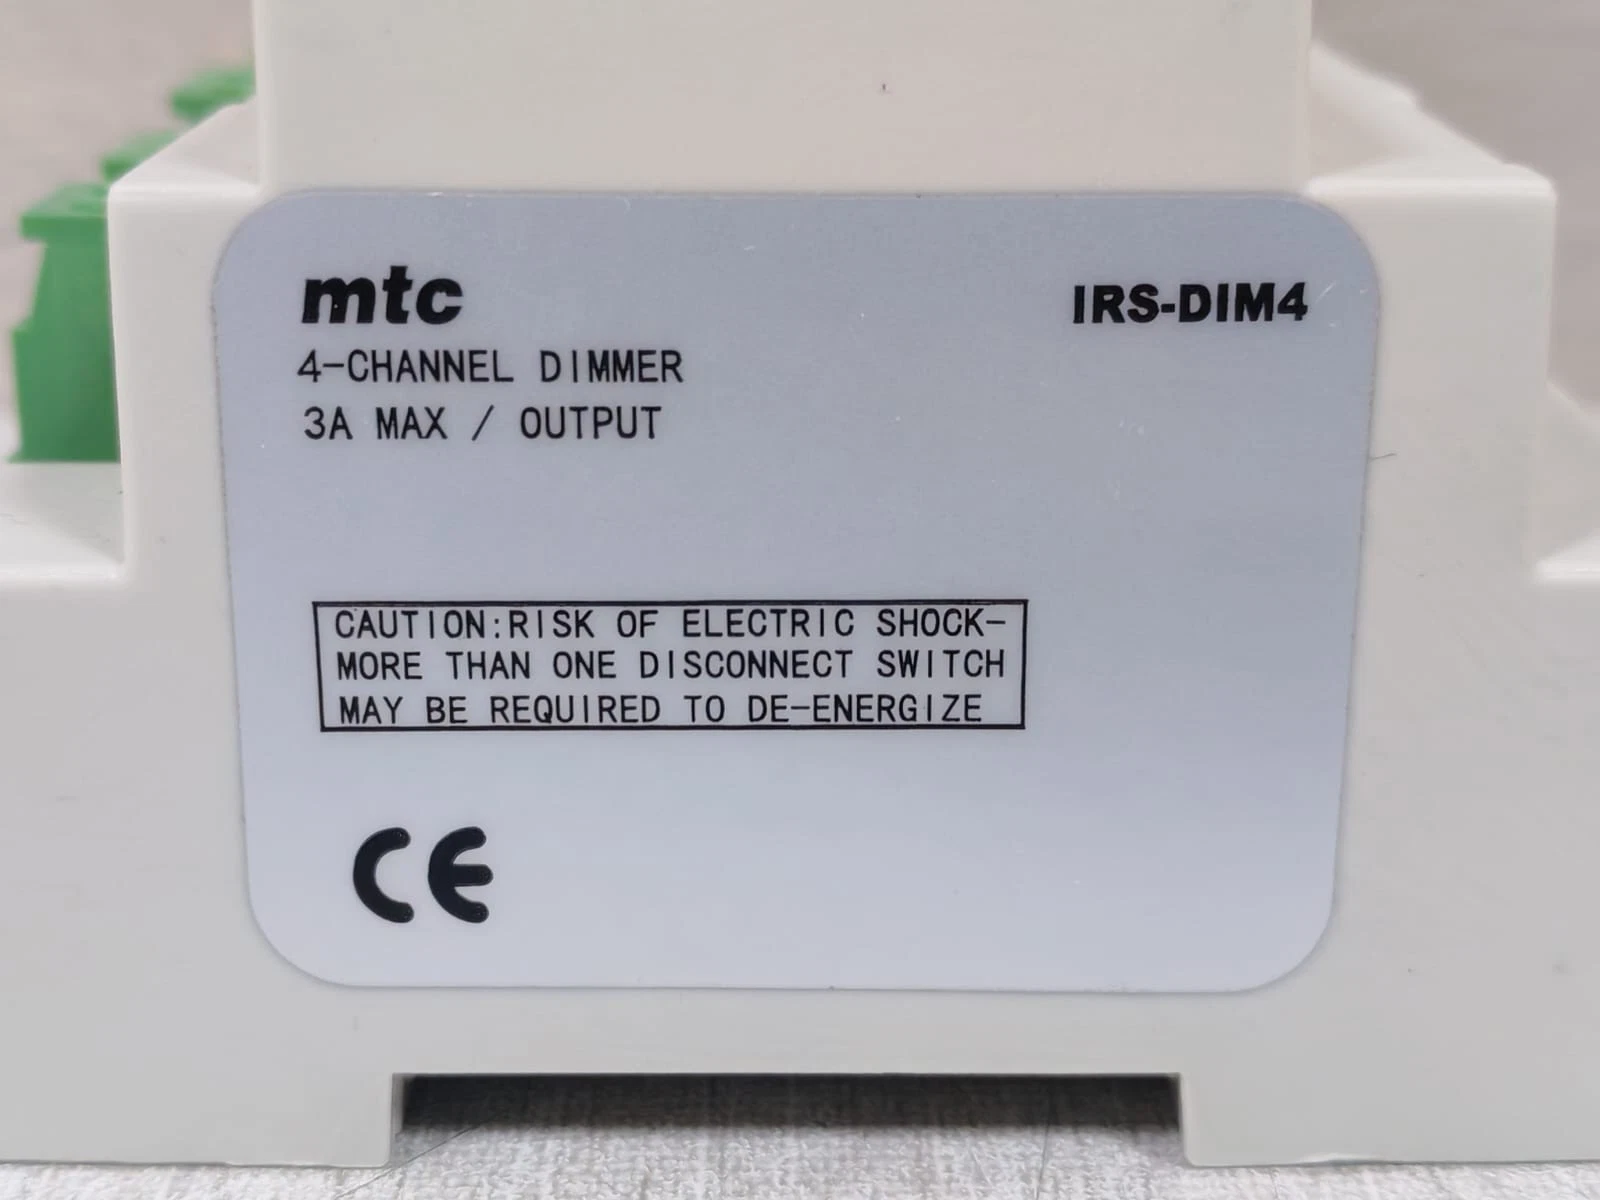 mtc
IRS-DIM4
4-CHANNEL DIMMER
3A MAX / OUTPUT
CAUTION:RISK OF ELECTRIC SHOCK-
MORE THAN ONE DISCONNECT SWITCH
MAY BE REQUIRED TO DE-ENERGIZE
CE